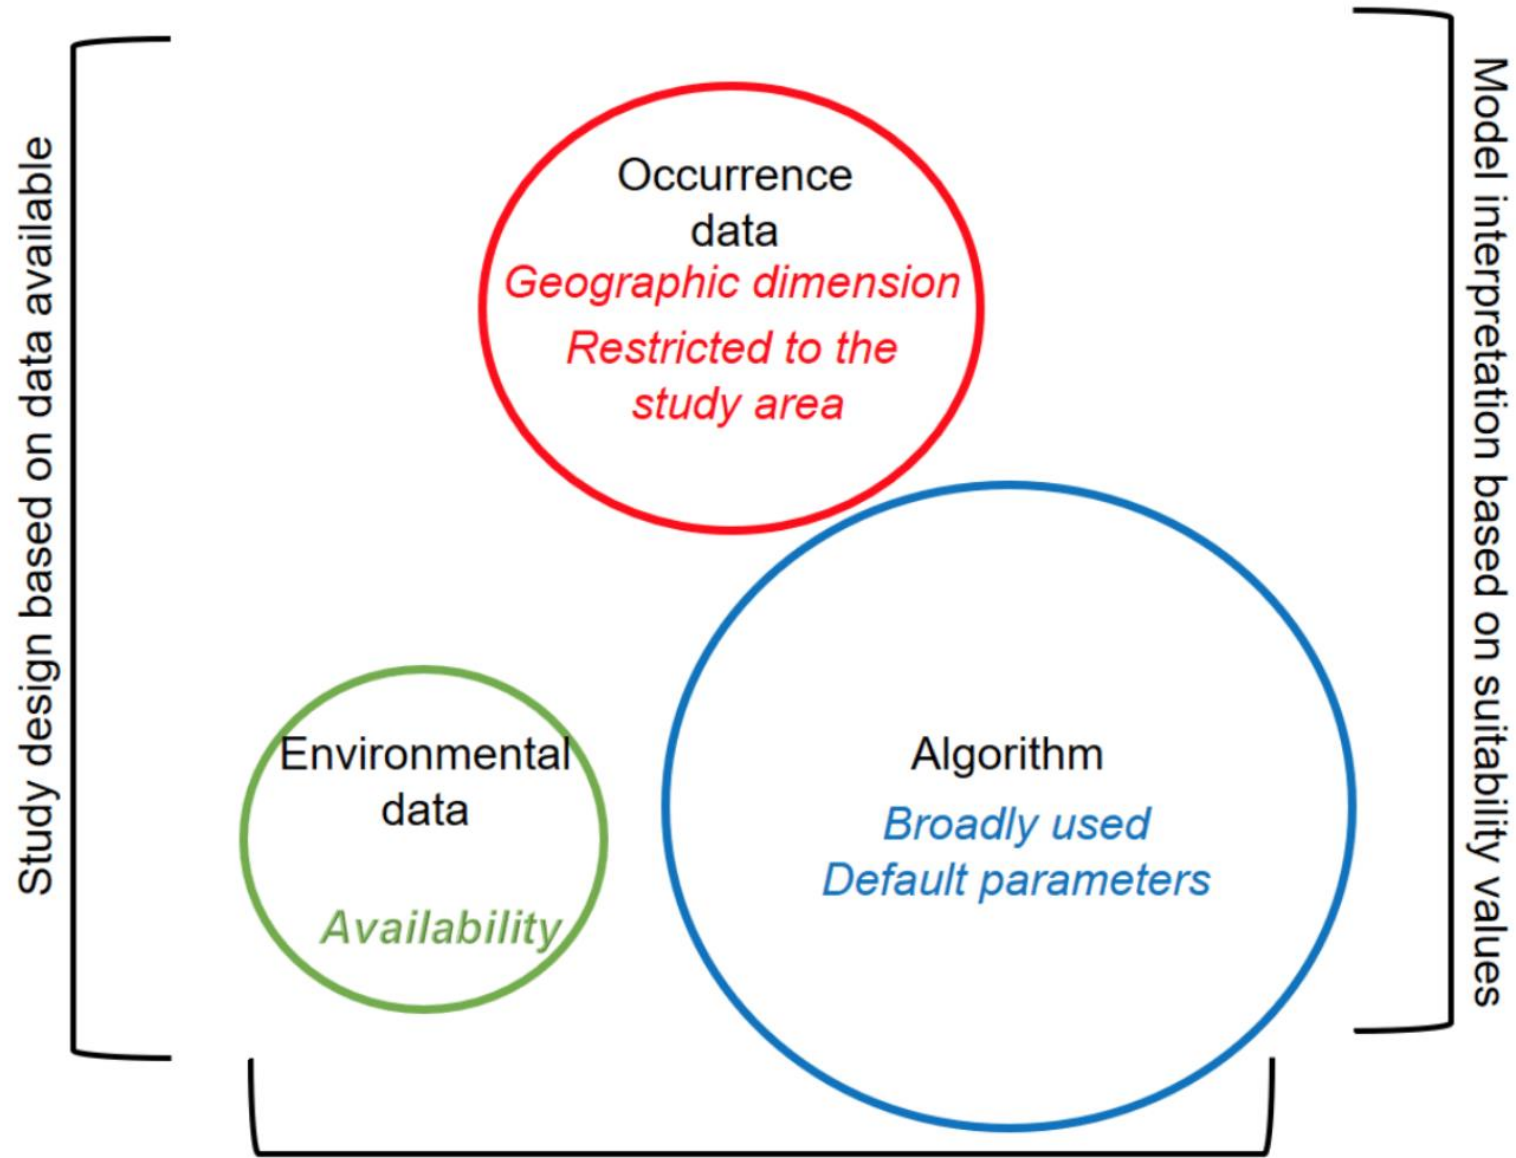 Study design based on data available
Occurrence
data
Geographic dimension
Restricted to the
study area
Environmental
data
Availability
Algorithm
Broadly used
Default parameters
Model interpretation based on suitability values